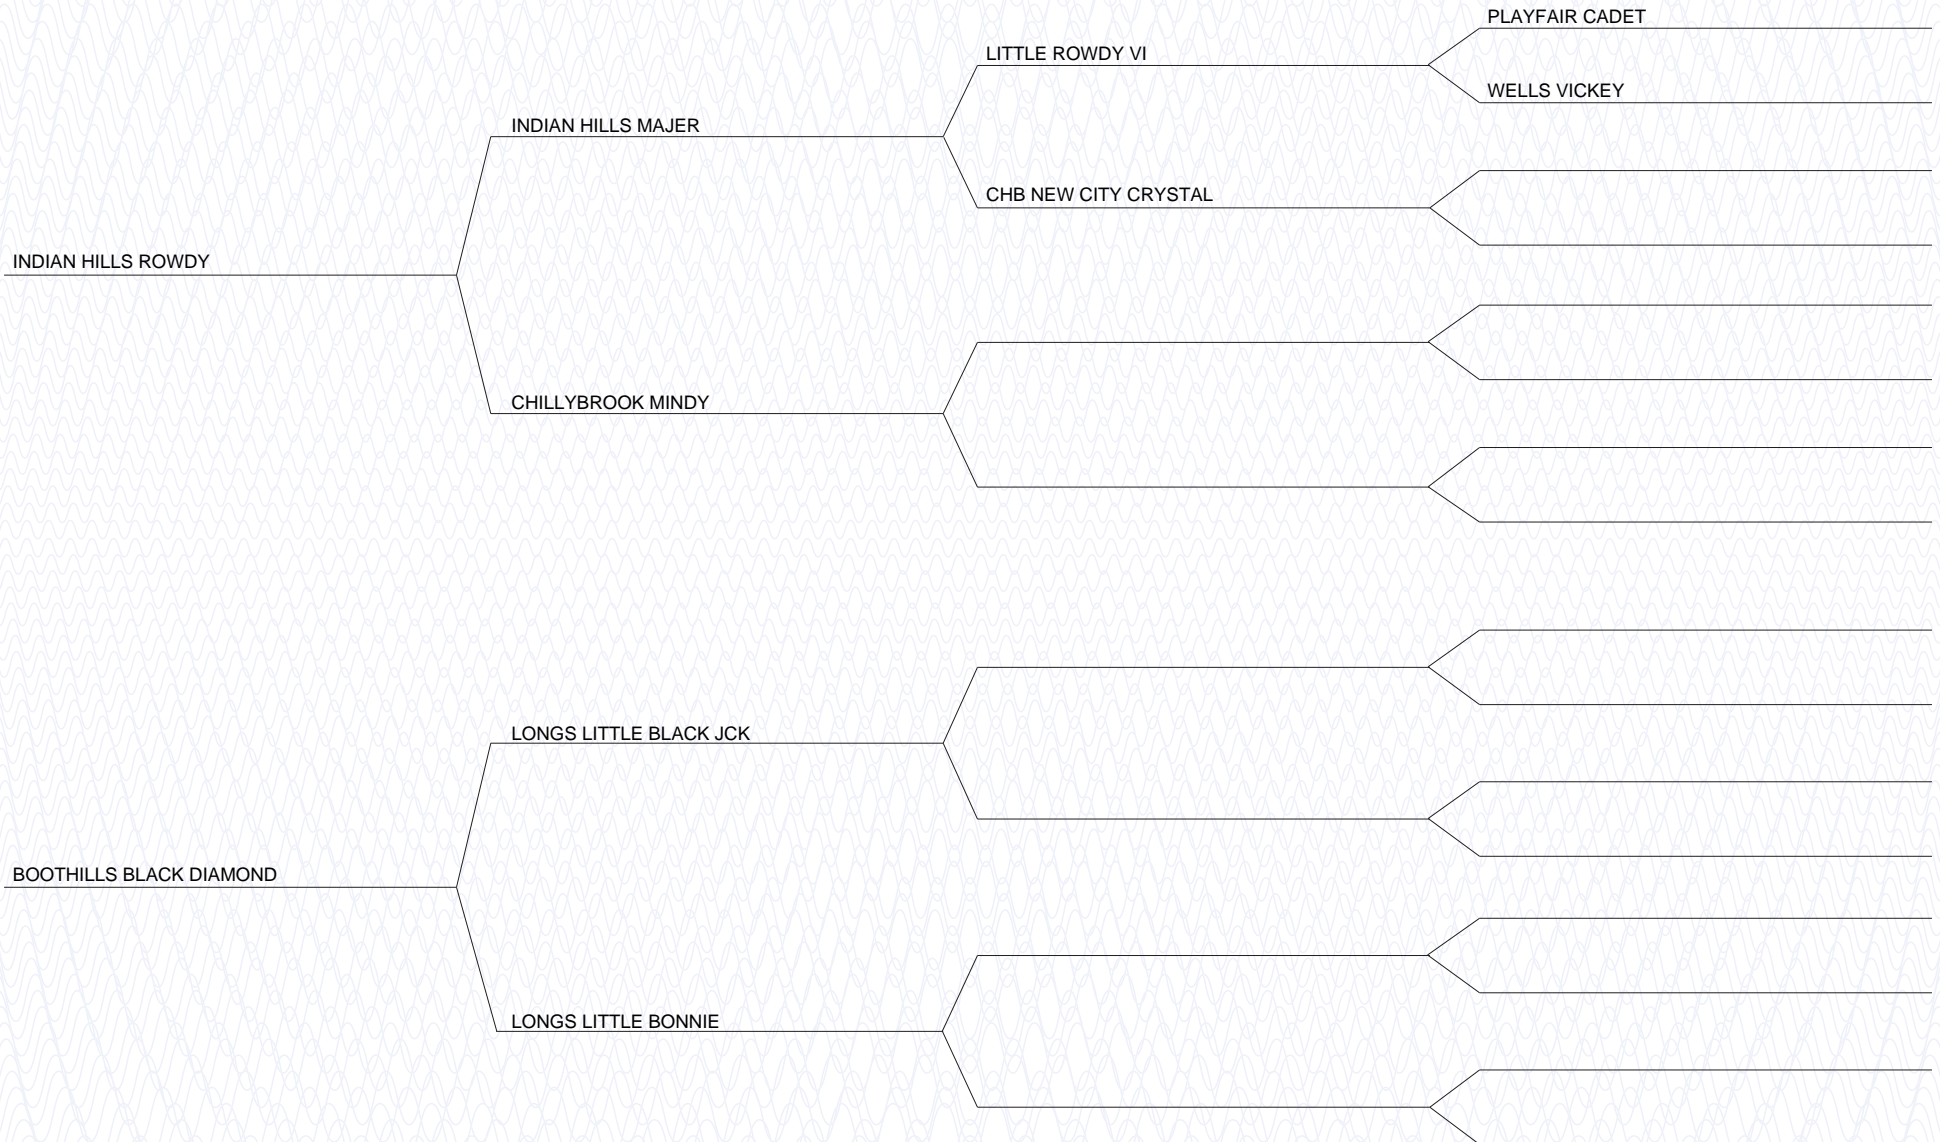 PLAYFAIR CADET
LITTLE ROWDY VI
WELLS VICKEY
INDIAN HILLS MAJER
CHB NEW CITY CRYSTAL
INDIAN HILLS ROWDY
CHILLYBROOK MINDY
LONGS LITTLE BLACK JCK
BOOTHILLS BLACK DIAMOND
LONGS LITTLE BONNIE